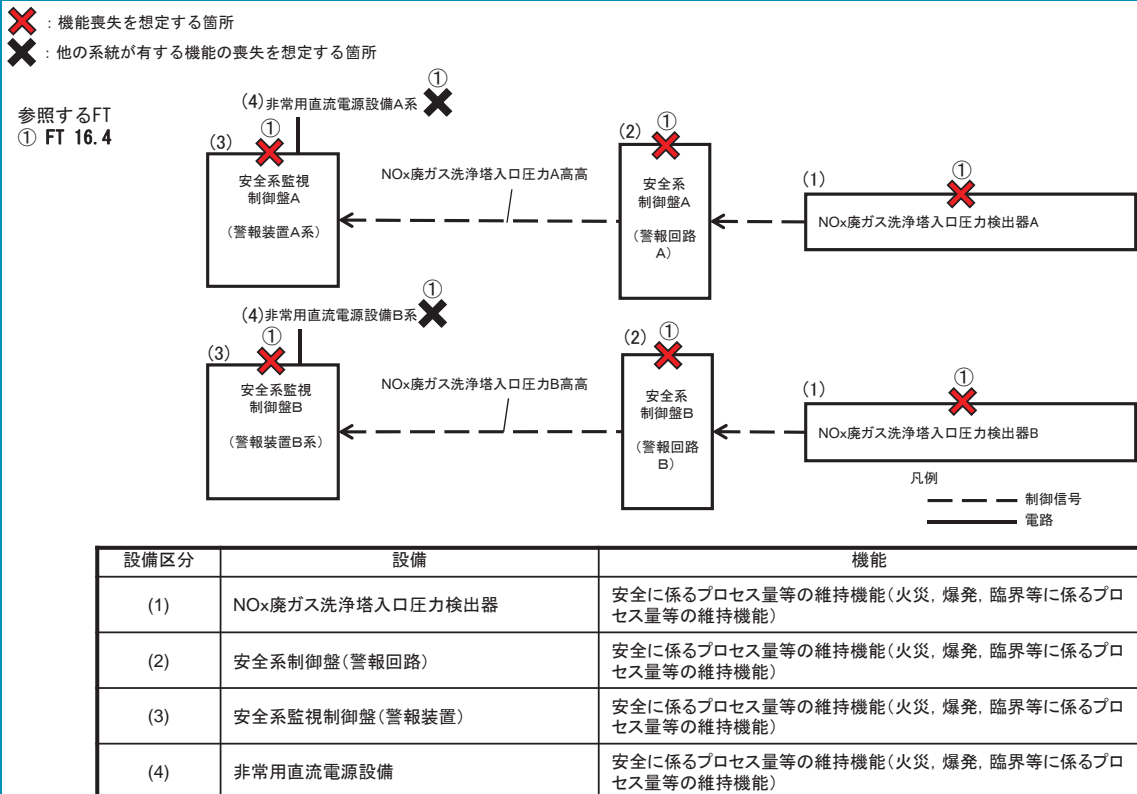 ：機能喪失を想定する箇所
：他の系統が有する機能の喪失を想定する箇所
参照するFT
① FT 16.4
(4)非常用直流電源設備A系
①
(3)
①
安全系監視
制御盤A
（警報装置A系）
NOx廃ガス洗浄塔入口圧力A高高
(2)
①
安全系
制御盤A
（警報回路
A）
(1)
①
NOx廃ガス洗浄塔入口圧力検出器A
(4)非常用直流電源設備B系
①
(3)
①
安全系監視
制御盤B
（警報装置B系）
NOx廃ガス洗浄塔入口圧力B高高
(2)
①
安全系
制御盤B
（警報回路
B）
(1)
①
NOx廃ガス洗浄塔入口圧力検出器B
凡例
制御信号
電路
設備区分 設備 機能
(1) NOx廃ガス洗浄塔入口圧力検出器 安全に係るプロセス量等の維持機能（火災，爆発，臨界等に係るプロ
セス量等の維持機能）
(2) 安全系制御盤（警報回路） 安全に係るプロセス量等の維持機能（火災，爆発，臨界等に係るプロ
セス量等の維持機能）
(3) 安全系監視制御盤（警報装置） 安全に係るプロセス量等の維持機能（火災，爆発，臨界等に係るプロ
セス量等の維持機能）
(4) 非常用直流電源設備 安全に係るプロセス量等の維持機能（火災，爆発，臨界等に係るプロ
セス量等の維持機能）